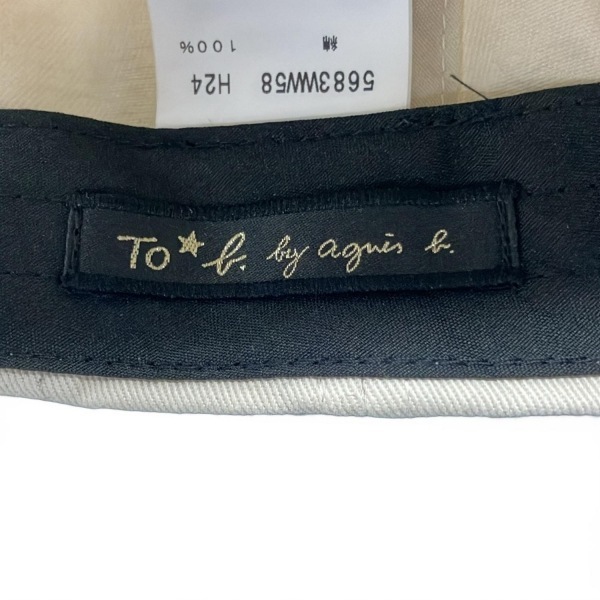 5683WW58 H24
綿 100%
To★b. by agnès b.